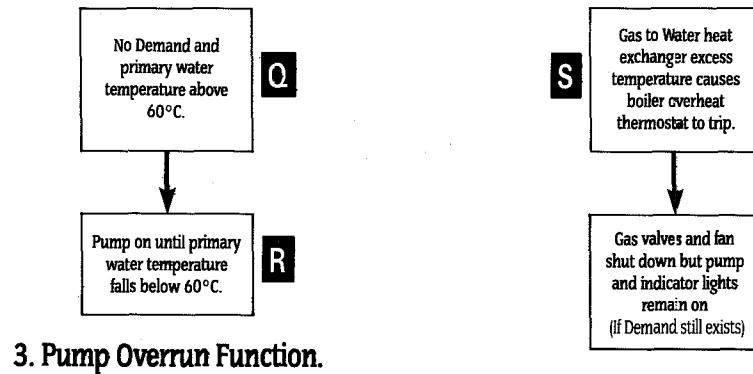 No Demand and
primary water
temperature above
60°C.
Q
Pump on until primary
water temperature
falls below 60°C.
R
3. Pump Overrun Function.
S
Gas to Water heat
exchanger excess
temperature causes
boiler overheat
thermostat to trip.
Gas valves and fan
shut down but pump
and indicator lights
remain on
(If Demand still exists)